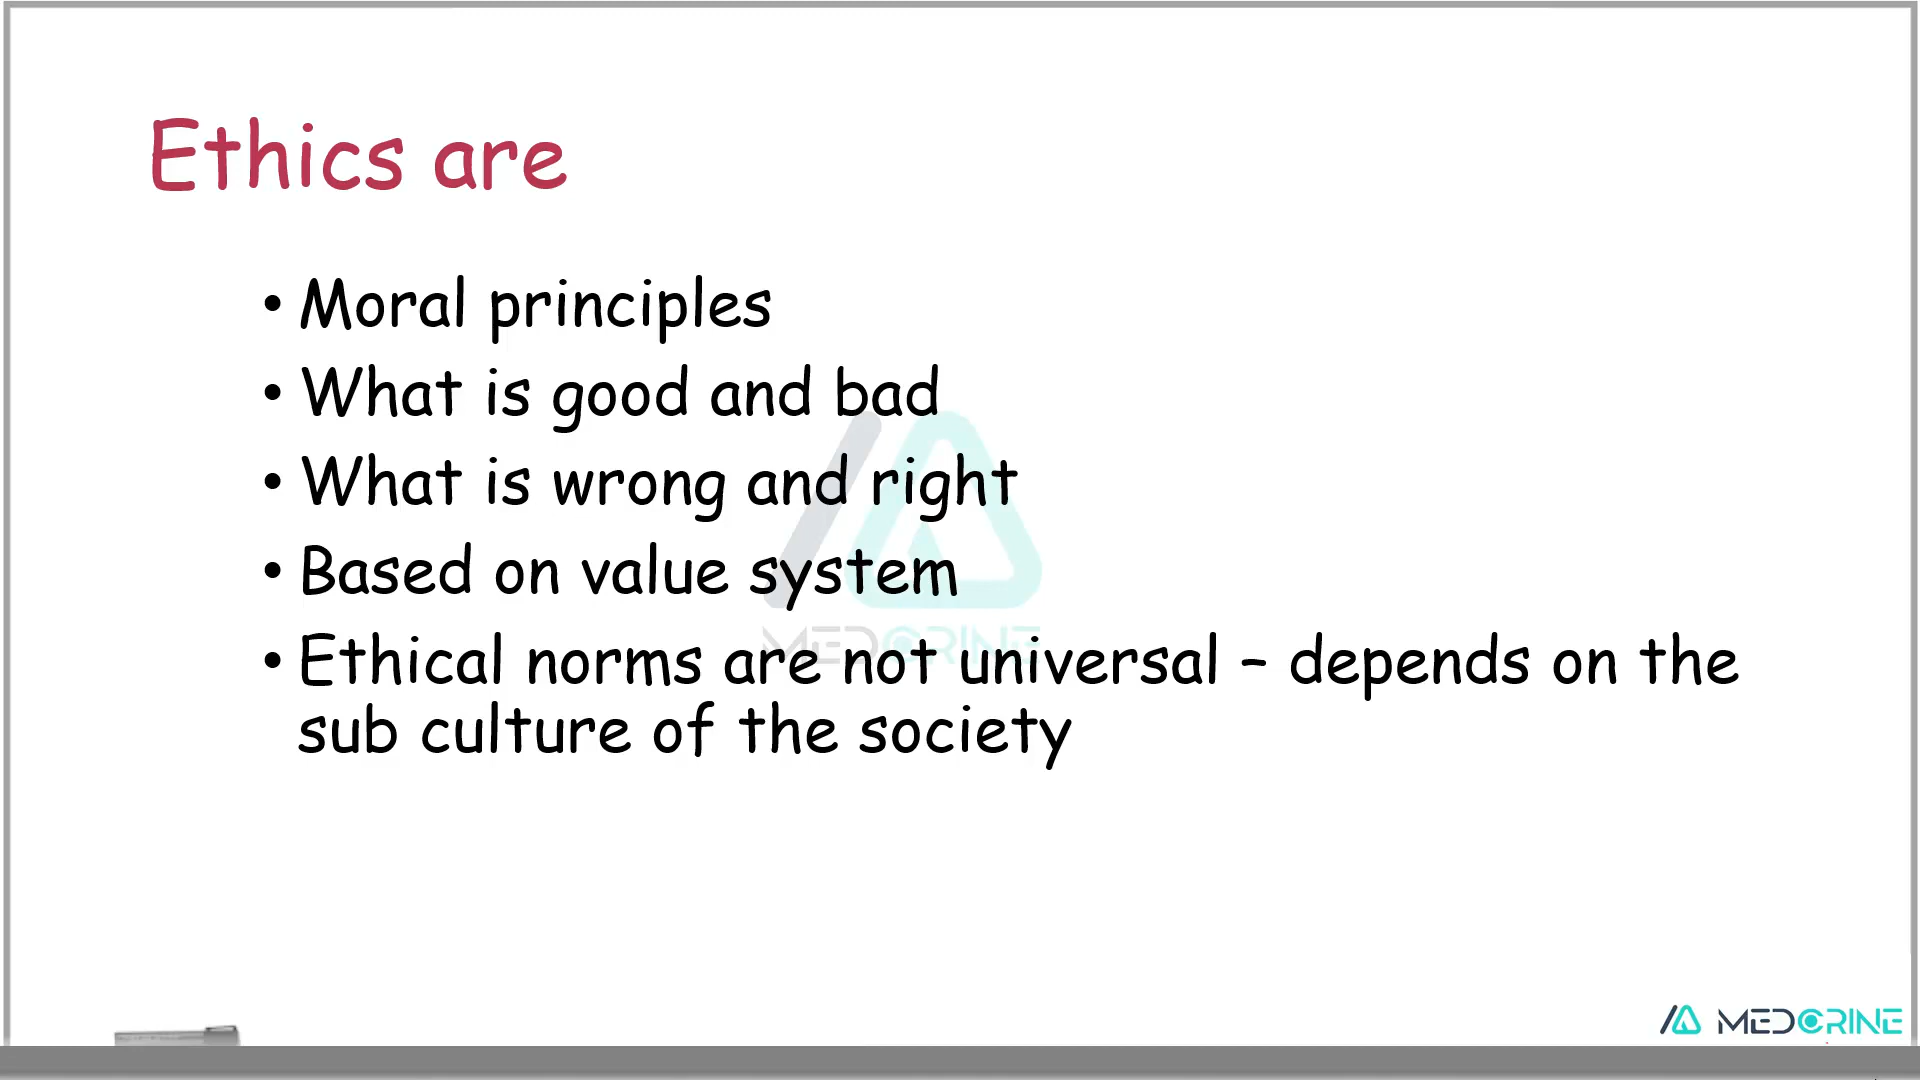 Ethics are
• Moral principles
• What is good and bad
• What is wrong and right
• Based on value system
• Ethical norms are not universal – depends on the
sub culture of the society
MEDCRINE
MEDCRINE